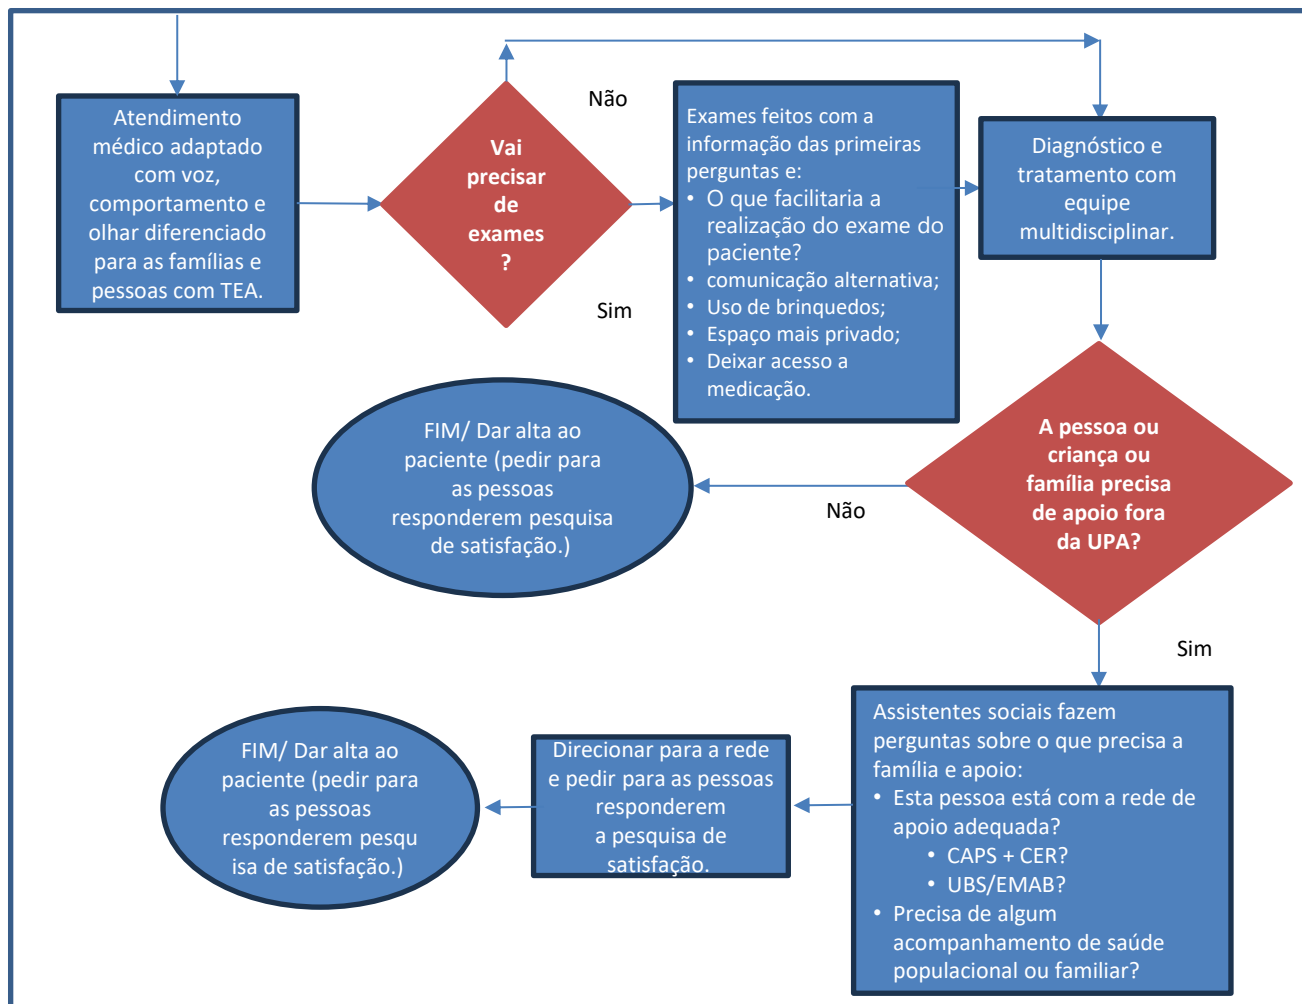 Atendimento
médico adaptado
com voz,
comportamento e
olhar diferenciado
para as famílias e
pessoas com TEA.
Vai
precisar
de
exames
?
Não
Sim
Exames feitos com a
informação das primeiras
perguntas e:
• O que facilitaria a
realização do exame do
paciente?
• comunicação alternativa;
• Uso de brinquedos;
• Espaço mais privado;
• Deixar acesso a
medicação.
Diagnóstico e
tratamento com
equipe
multidisciplinar.
A pessoa ou
criança ou
família precisa
de apoio fora
da UPA?
Não
FIM/ Dar alta ao
paciente (pedir para
as pessoas
responderem pesquisa
de satisfação.)
Sim
Assistentes sociais fazem
perguntas sobre o que precisa a
família e apoio:
• Esta pessoa está com a rede de
apoio adequada?
• CAPS + CER?
• UBS/EMAB?
• Precisa de algum
acompanhamento de saúde
populacional ou familiar?
Direcionar para a rede
e pedir para as pessoas
responderem
a pesquisa de
satisfação.
FIM/ Dar alta ao
paciente (pedir para
as pessoas
responderem pesqu
isa de satisfação.)